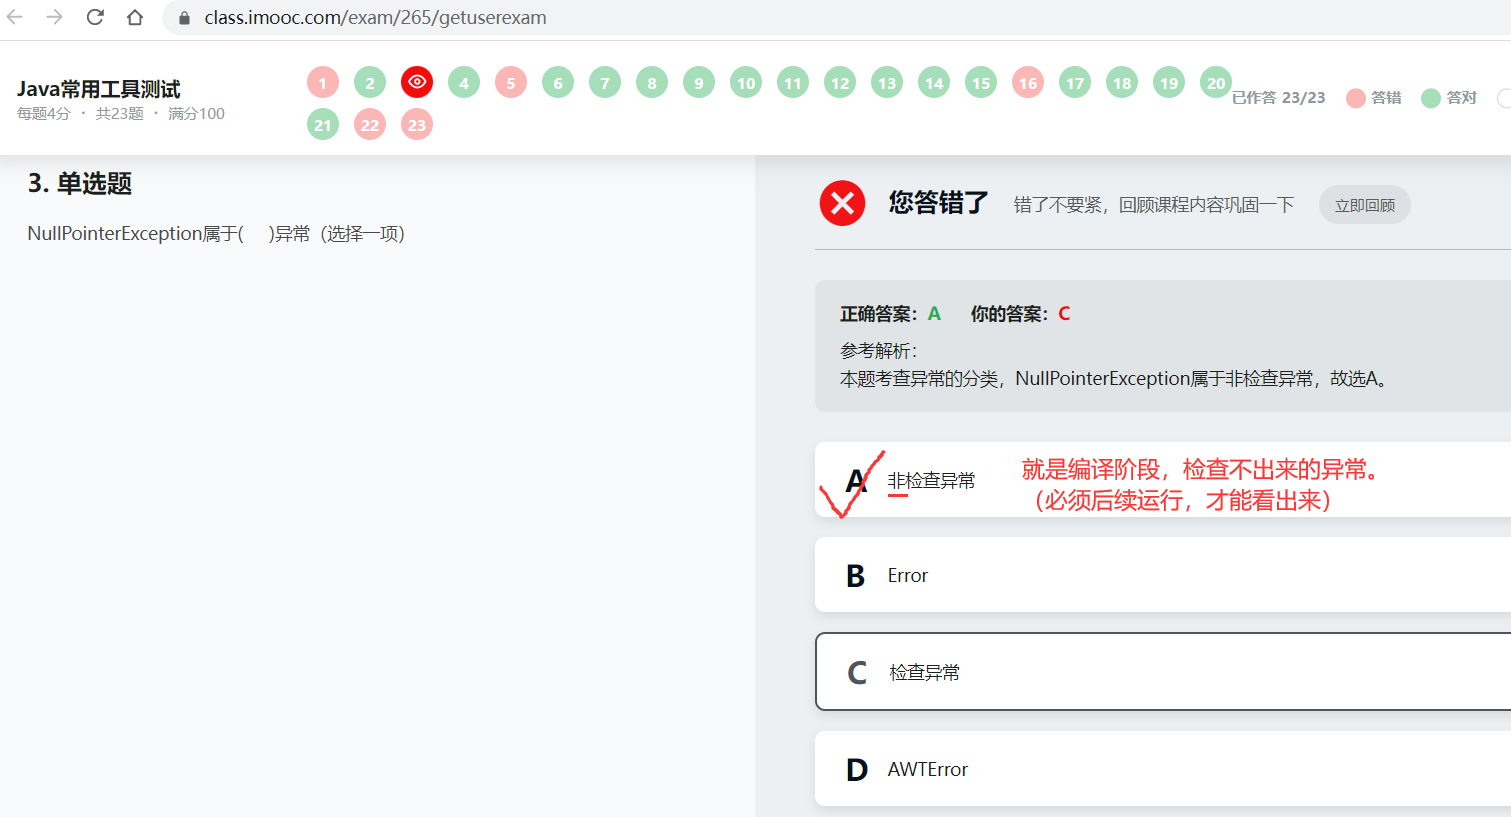 class.imooc.com/exam/265/getuserexam
Java常用工具测试
每题4分 · 共23题 · 满分100
1 2 4 5 6 7 8 9 10 11 12 13 14 15 16 17 18 19 20
21 22 23
已作答 23/23 答错 答对
3. 单选题
NullPointerException属于( )异常（选择一项）
您答错了 错了不要紧，回顾课程内容巩固一下 立即回顾
正确答案：A 你的答案：C
参考解析：
本题考查异常的分类，NullPointerException属于非检查异常，故选A。
A 非检查异常
就是编译阶段，检查不出来的异常。
（必须后续运行，才能看出来）
B Error
C 检查异常
D AWTError